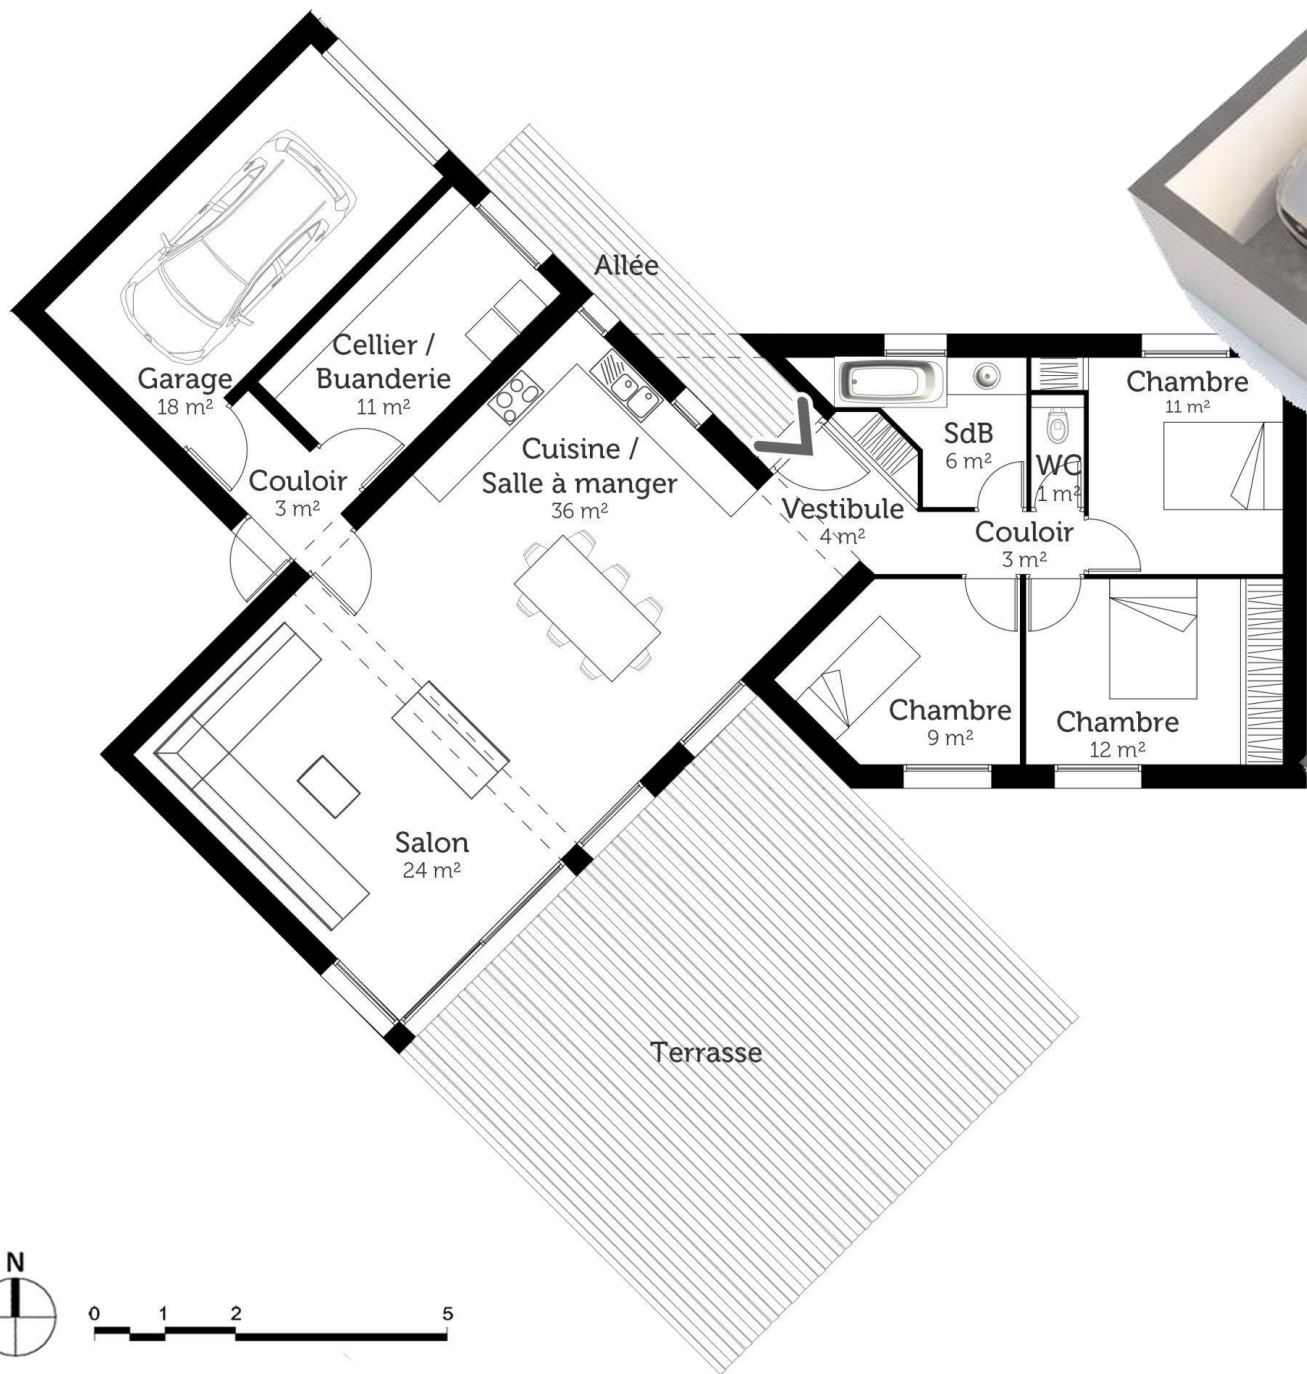 Allée
Cellier /
Buanderie
11 m²
Garage
18 m²
Chambre
11 m²
SdB
6 m²
WC
1 m²
Cuisine /
Salle à manger
36 m²
Couloir
3 m²
Vestibule
4 m²
Couloir
3 m²
Chambre
9 m²
Chambre
12 m²
Salon
24 m²
Terrasse
N
0 1 2 5